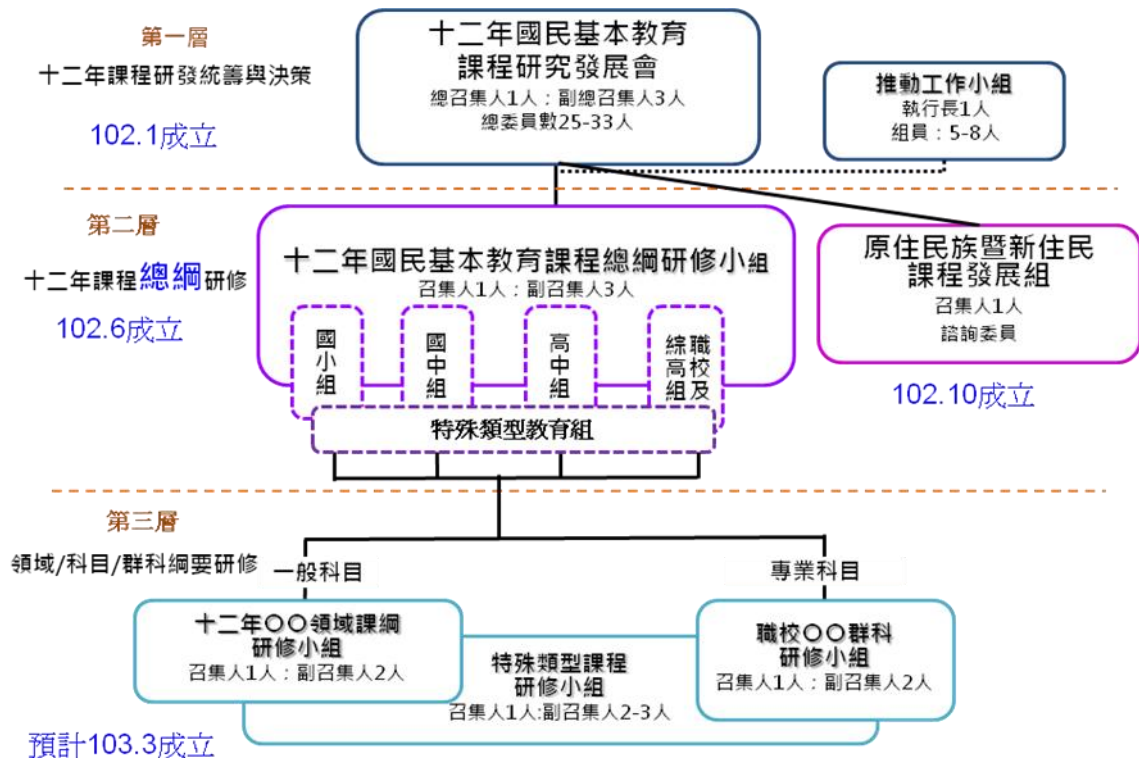 第一層
十二年課程研發統籌與決策
102.1成立
十二年國民基本教育
課程研究發展會
總召集人1人：副總召集人3人
總委員數25-33人
推動工作小組
執行長1人
組員：5-8人
第二層
十二年課程總綱研修
102.6成立
十二年國民基本教育課程總綱研修小組
召集人1人：副召集人3人
國小組
國中組
高中組
職校及
綜高組
特殊類型教育組
原住民族暨新住民
課程發展組
召集人1人
諮詢委員
102.10成立
第三層
領域/科目/群科綱要研修
一般科目
專業科目
十二年〇〇領域課綱
研修小組
召集人1人：副召集人2人
特殊類型課程
研修小組
召集人1人:副召集人2-3人
職校〇〇群科
研修小組
召集人1人：副召集人2人
預計103.3成立